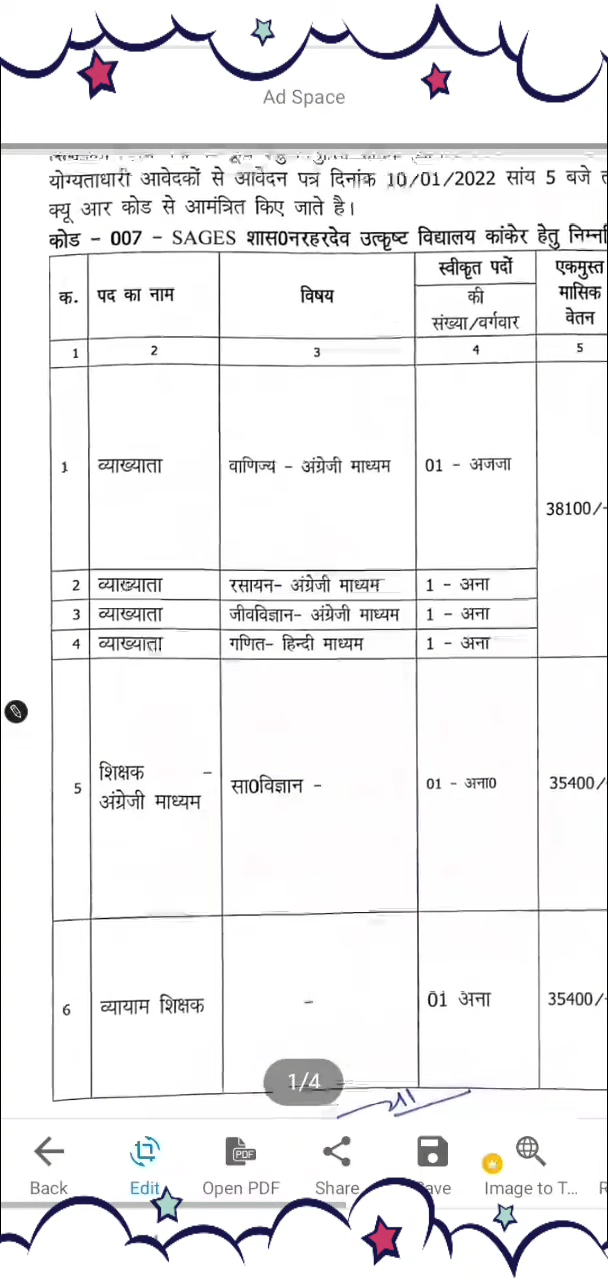 Ad Space
योग्यताधारी आवेदकों से आवेदन पत्र दिनांक 10/01/2022 सांय 5 बजे
क्यू आर कोड से आमंत्रित किए जाते है।
कोड - 007 - SAGES शास0नरहरदेव उत्कृष्ट विद्यालय कांकेर हेतु
क. पद का नाम विषय स्वीकृत पदों की संख्या/वर्गवार एकमुस्त मासिक वेतन
1 2 3 4 5
1 व्याख्याता वाणिज्य - अंग्रेजी माध्यम 01 - अजजा 38100/-
2 व्याख्याता रसायन- अंग्रेजी माध्यम 1 - अना
3 व्याख्याता जीवविज्ञान- अंग्रेजी माध्यम 1 - अना
4 व्याख्याता गणित- हिन्दी माध्यम 1 - अना
5 शिक्षक - अंग्रेजी माध्यम सा0विज्ञान - 01 - अना0 35400/-
6 व्यायाम शिक्षक - 01 अना 35400/-
1/4
Back Edit Open PDF Share Save Image to T...